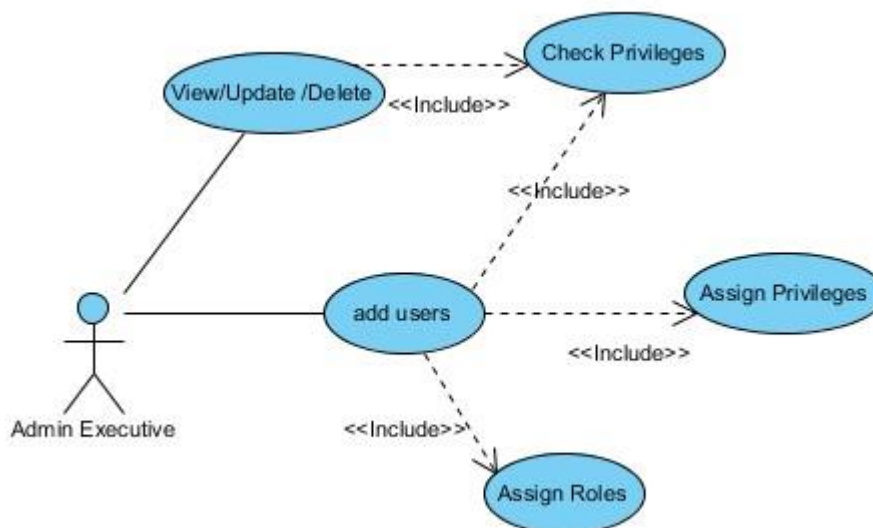 Check Privileges
View/Update /Delete
<<Include>>
<<Include>>
Assign Privileges
add users
<<Include>>
Admin Executive
<<Include>>
Assign Roles